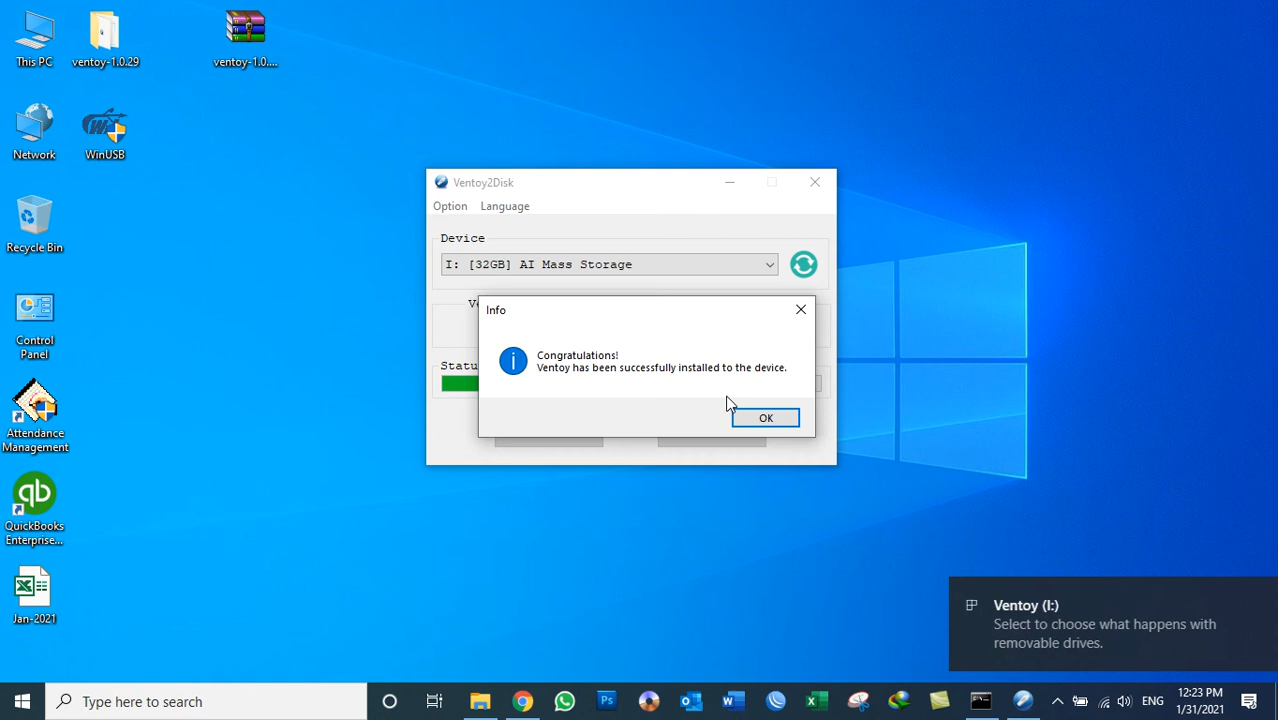 This PC
ventoy-1.0.29
ventoy-1.0....
Network
WinUSB
Recycle Bin
Control
Panel
Attendance
Management
qb
QuickBooks
Enterprise...
Jan-2021
Ventoy2Disk
Option Language
Device
I: [32GB] AI Mass Storage
Info
Congratulations!
Ventoy has been successfully installed to the device.
OK
Ventoy (I:)
Select to choose what happens with
removable drives.
Type here to search
Ps
ENG
12:23 PM
1/31/2021